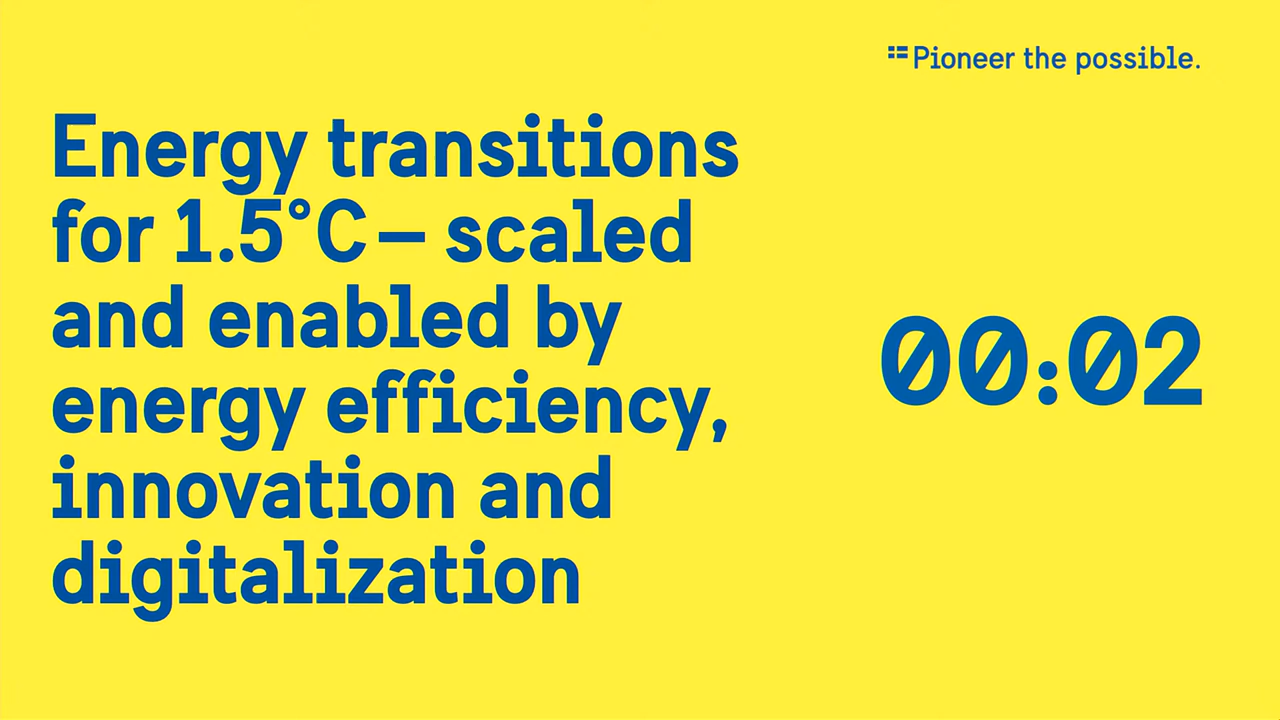 Pioneer the possible.
Energy transitions
for 1.5°C – scaled
and enabled by
energy efficiency,
innovation and
digitalization
00:02